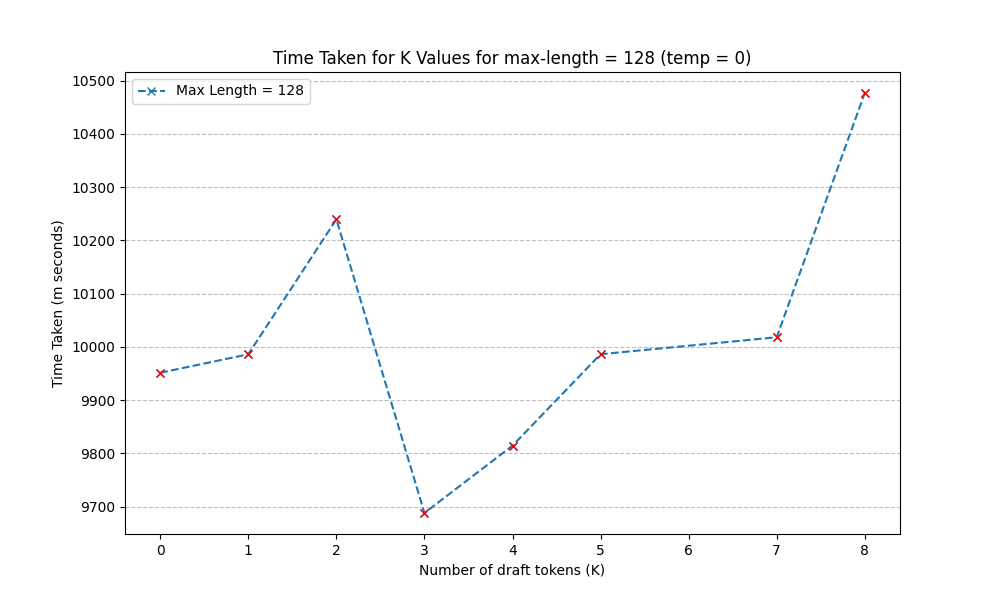 Time Taken for K Values for max-length = 128 (temp = 0)
Max Length = 128
Time Taken (m seconds)
10500
10400
10300
10200
10100
10000
9900
9800
9700
0 1 2 3 4 5 6 7 8
Number of draft tokens (K)